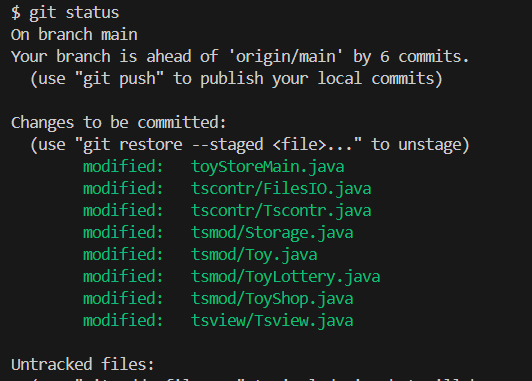 $ git status
On branch main
Your branch is ahead of 'origin/main' by 6 commits.
  (use "git push" to publish your local commits)

Changes to be committed:
  (use "git restore --staged <file>..." to unstage)
        modified:   toyStoreMain.java
        modified:   tscontr/FilesIO.java
        modified:   tscontr/Tscontr.java
        modified:   tsmod/Storage.java
        modified:   tsmod/Toy.java
        modified:   tsmod/ToyLottery.java
        modified:   tsmod/ToyShop.java
        modified:   tsview/Tsview.java

Untracked files: